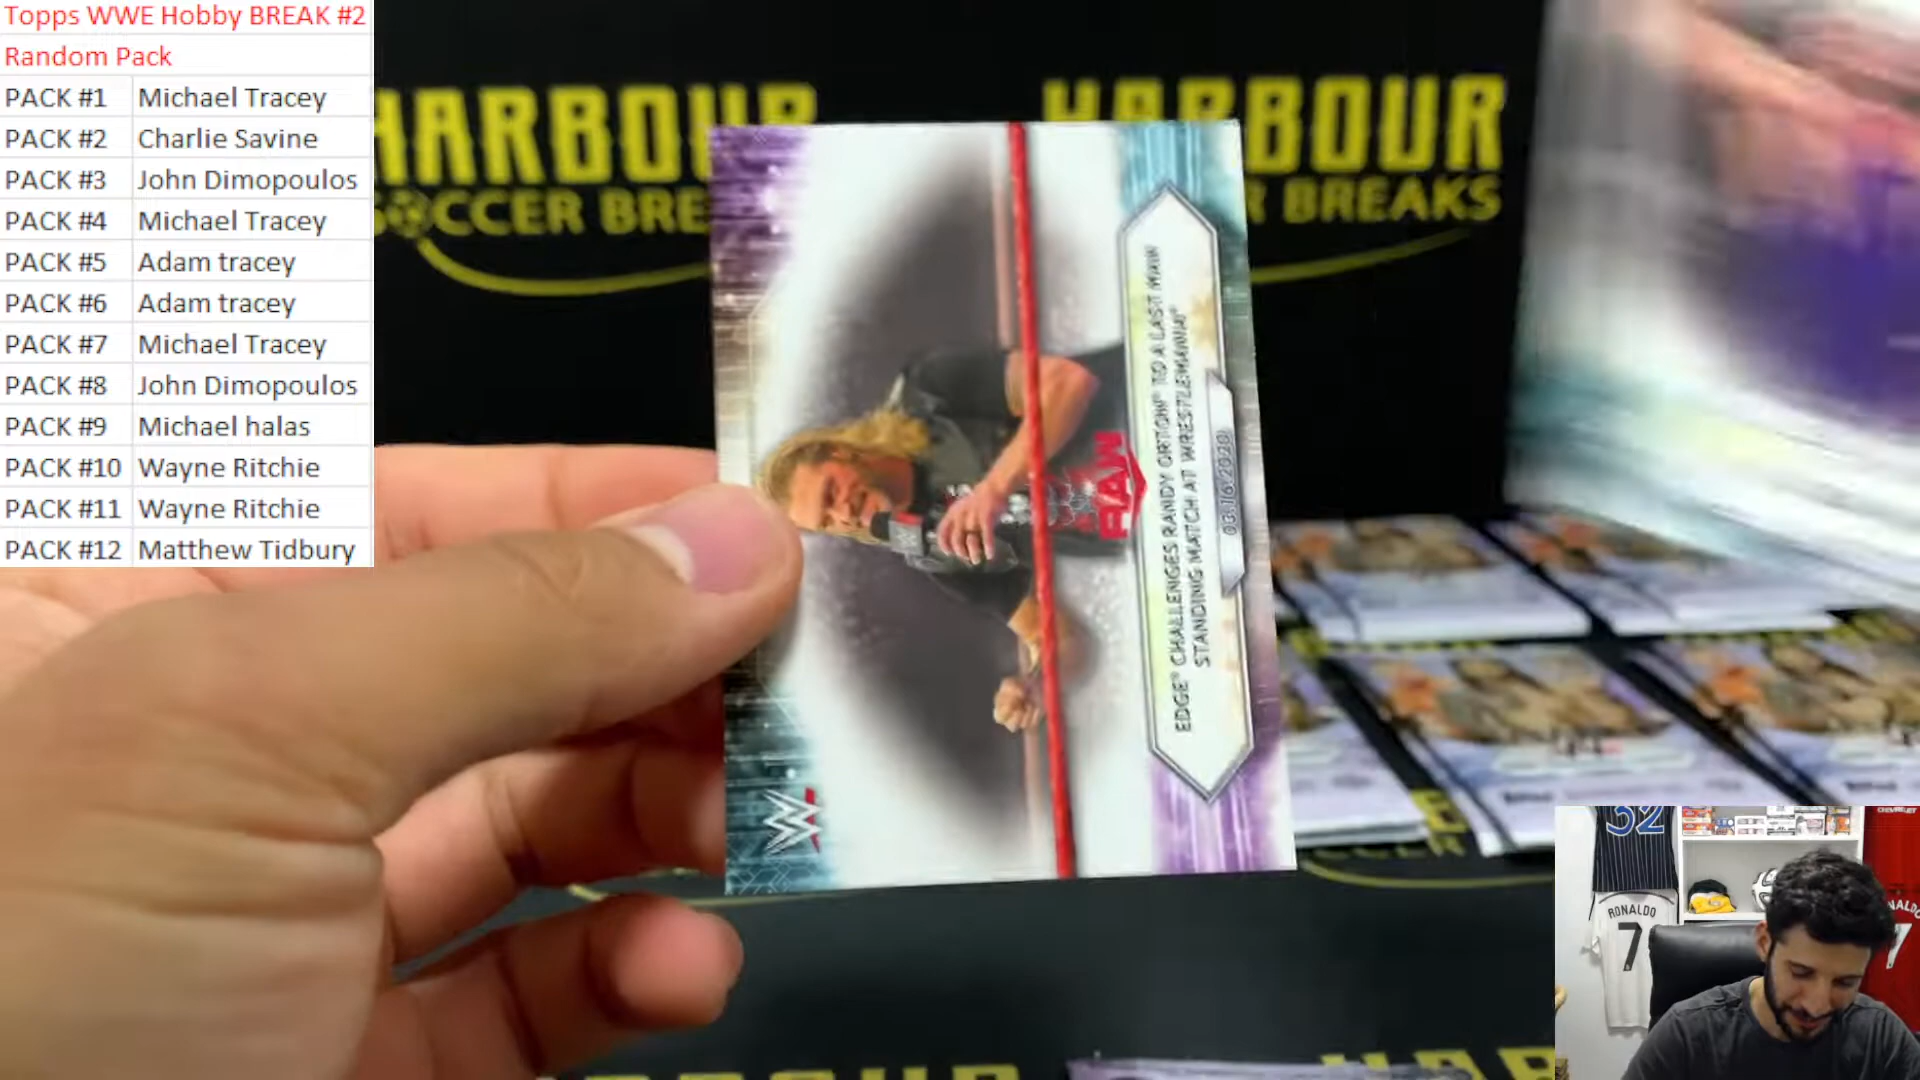 Topps WWE Hobby BREAK #2
Random Pack
PACK #1 Michael Tracey
PACK #2 Charlie Savine
PACK #3 John Dimopoulos
PACK #4 Michael Tracey
PACK #5 Adam tracey
PACK #6 Adam tracey
PACK #7 Michael Tracey
PACK #8 John Dimopoulos
PACK #9 Michael halas
PACK #10 Wayne Ritchie
PACK #11 Wayne Ritchie
PACK #12 Matthew Tidbury
HARBOUR
SOCCER BRE
HARBOUR
R BREAKS
RAW
EDGE® CHALLENGES RANDY ORTON® TO A LAST MAN
STANDING MATCH AT WRESTLEMANIA®
03.16.2020
W
32
RONALDO
7
NALDO
7
CHEVROLET